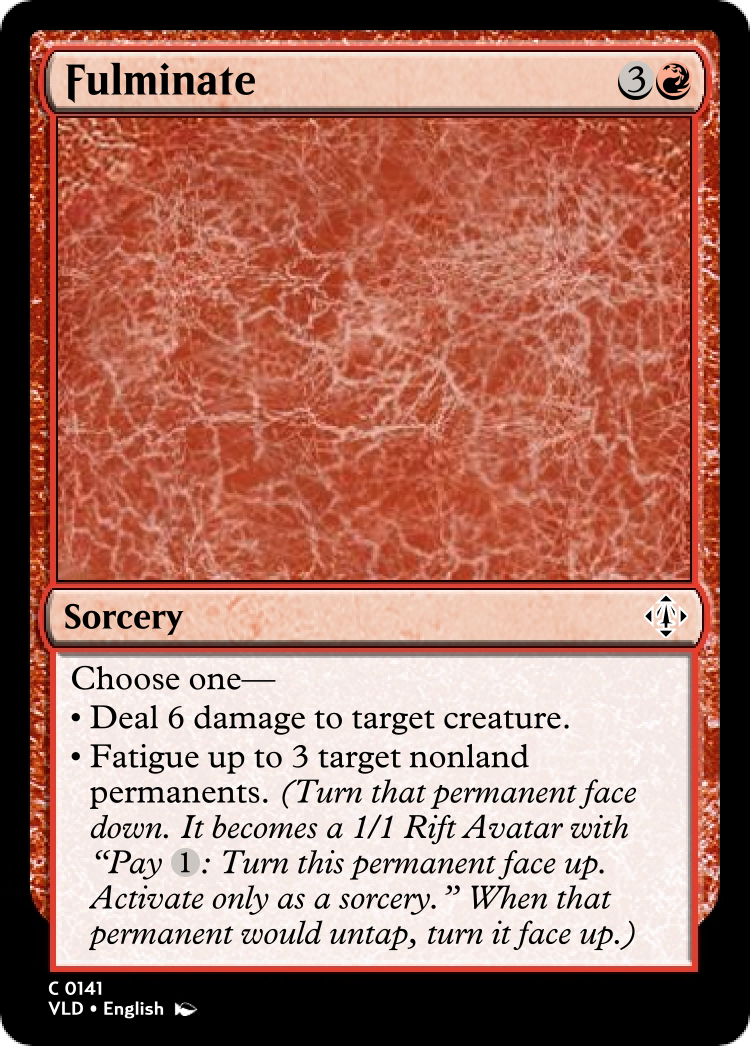 Fulminate 3
Sorcery
Choose one—
• Deal 6 damage to target creature.
• Fatigue up to 3 target nonland
permanents. (Turn that permanent face
down. It becomes a 1/1 Rift Avatar with
“Pay 1: Turn this permanent face up.
Activate only as a sorcery.” When that
permanent would untap, turn it face up.)
C 0141
VLD • English